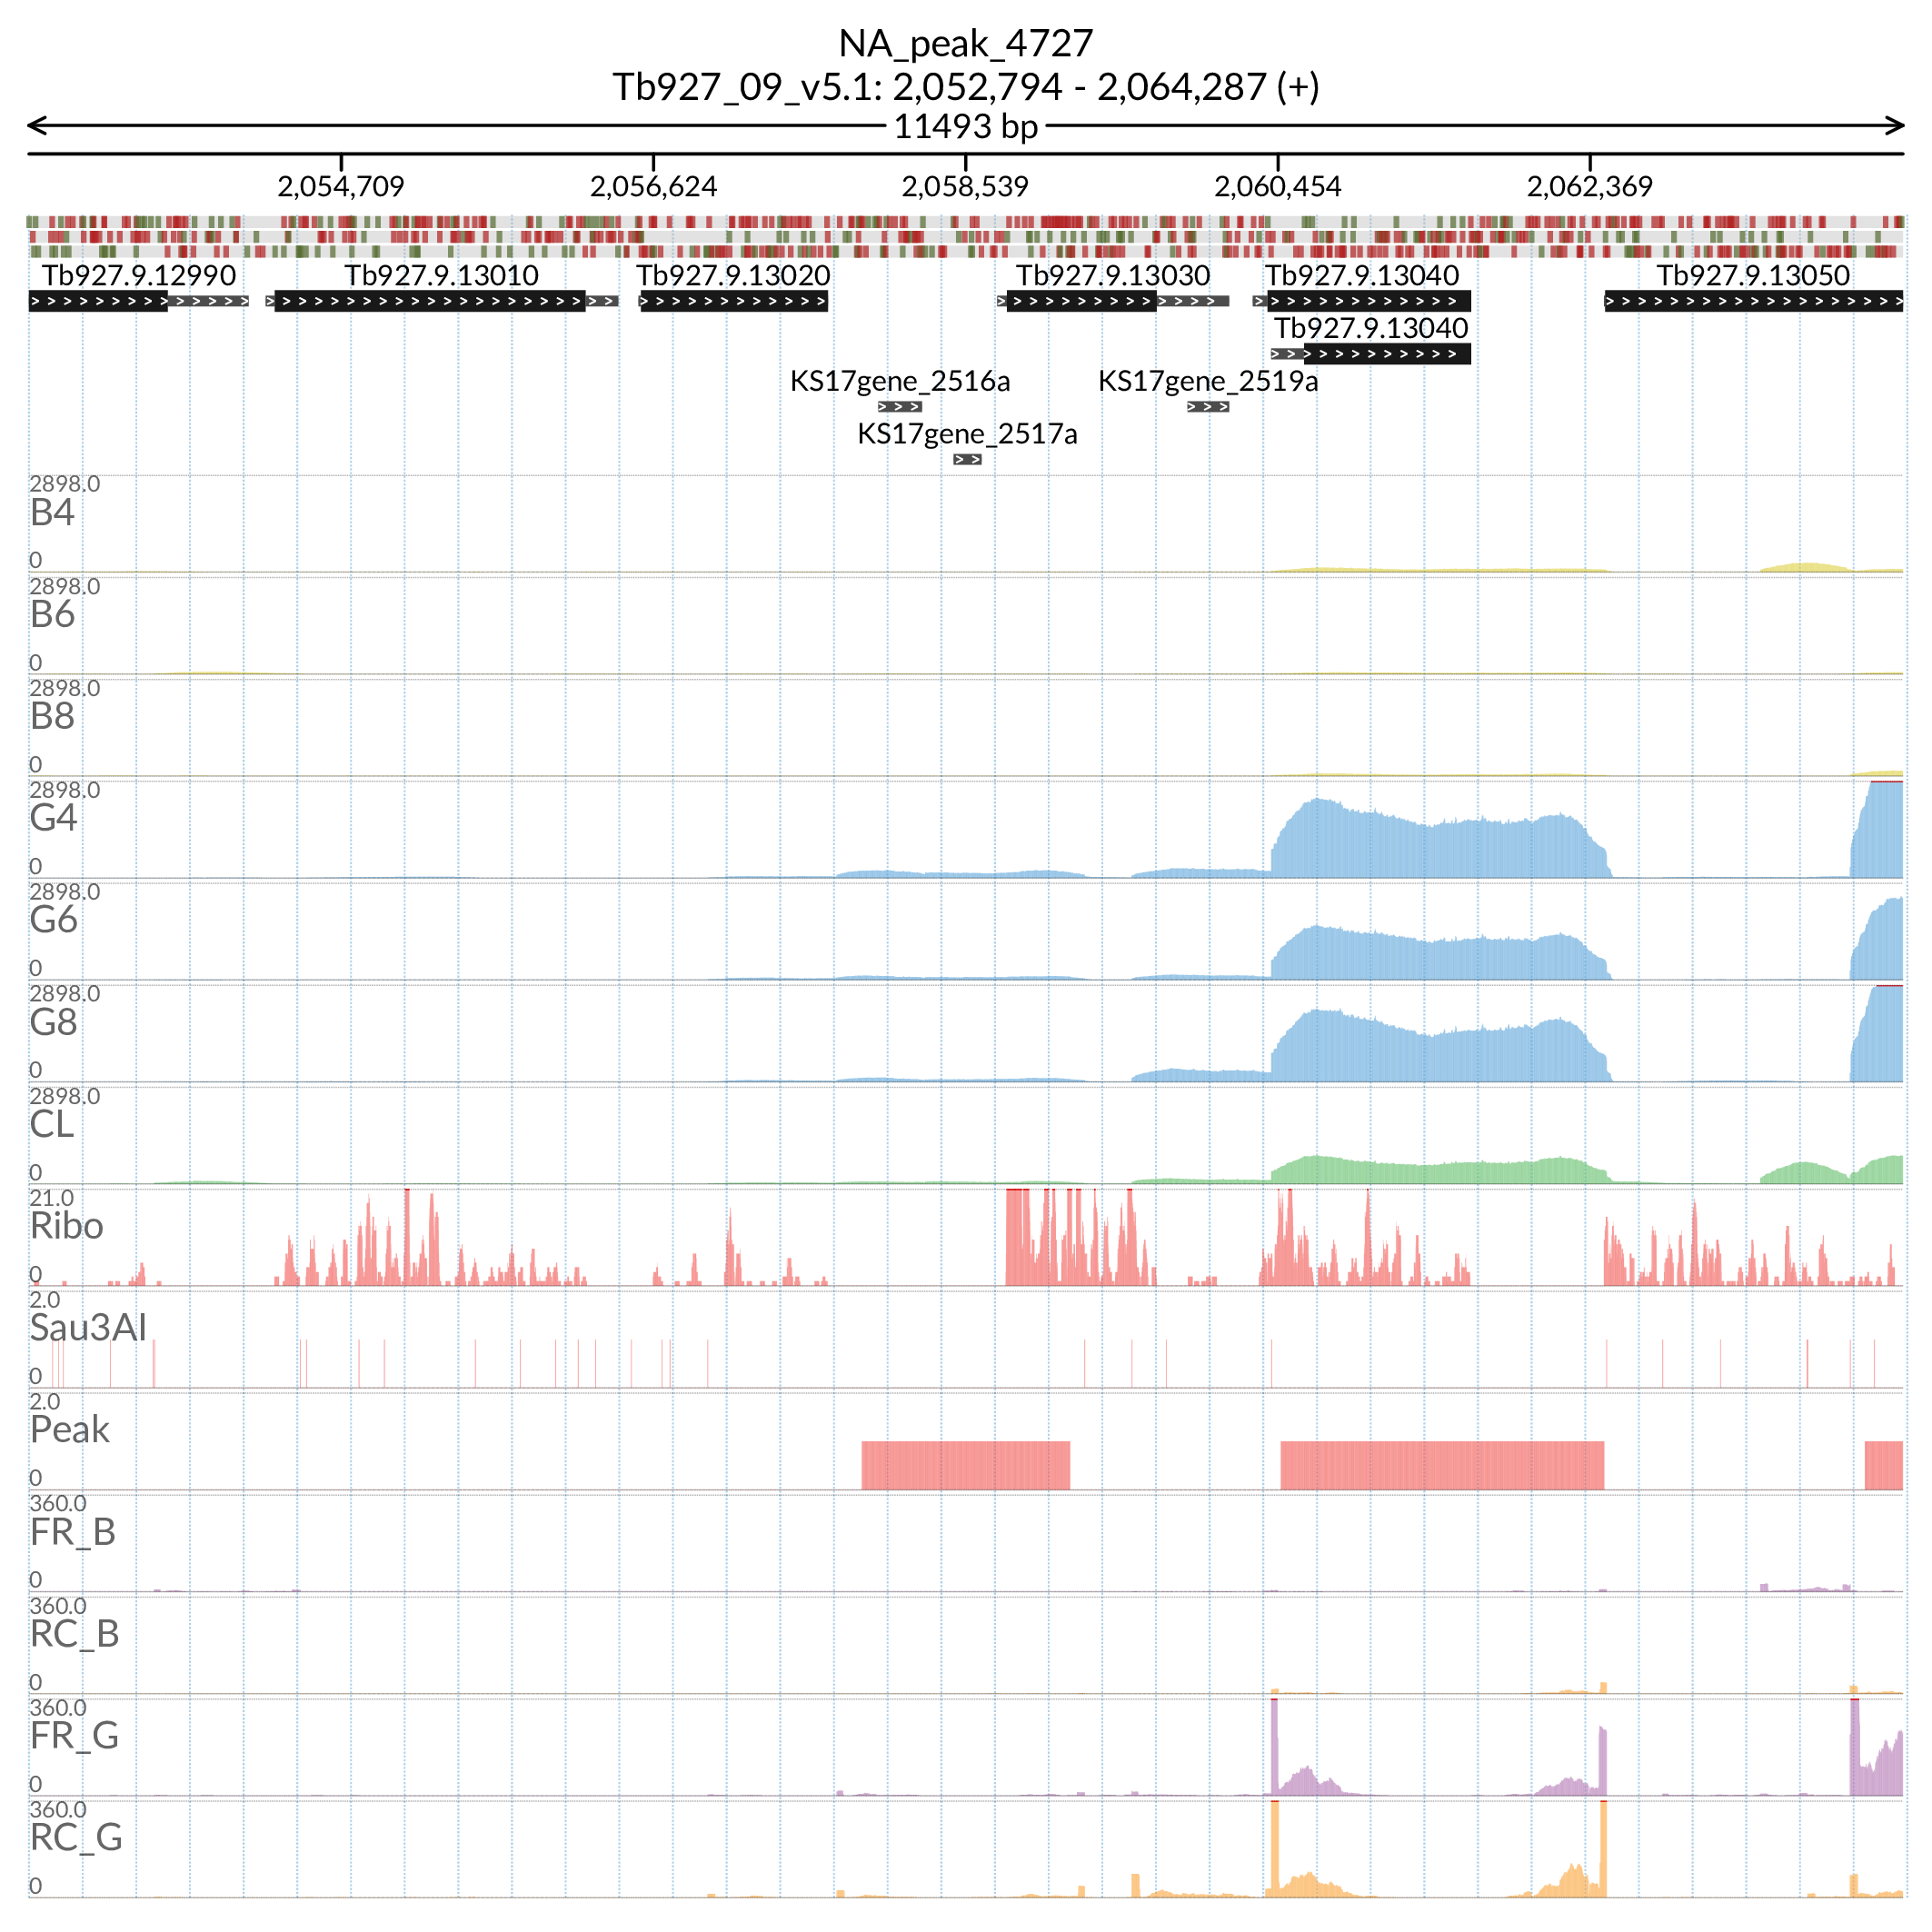 NA_peak_4727
Tb927_09_v5.1: 2,052,794 - 2,064,287 (+)
11493 bp
2,054,709 2,056,624 2,058,539 2,060,454 2,062,369
Tb927.9.12990 Tb927.9.13010 Tb927.9.13020 Tb927.9.13030 Tb927.9.13040 Tb927.9.13050
Tb927.9.13040
KS17gene_2516a KS17gene_2519a
KS17gene_2517a
2898.0
B4
0
2898.0
B6
0
2898.0
B8
0
2898.0
G4
0
2898.0
G6
0
2898.0
G8
0
2898.0
CL
0
21.0
Ribo
0
2.0
Sau3AI
0
2.0
Peak
0
360.0
FR_B
0
360.0
RC_B
0
360.0
FR_G
0
360.0
RC_G
0